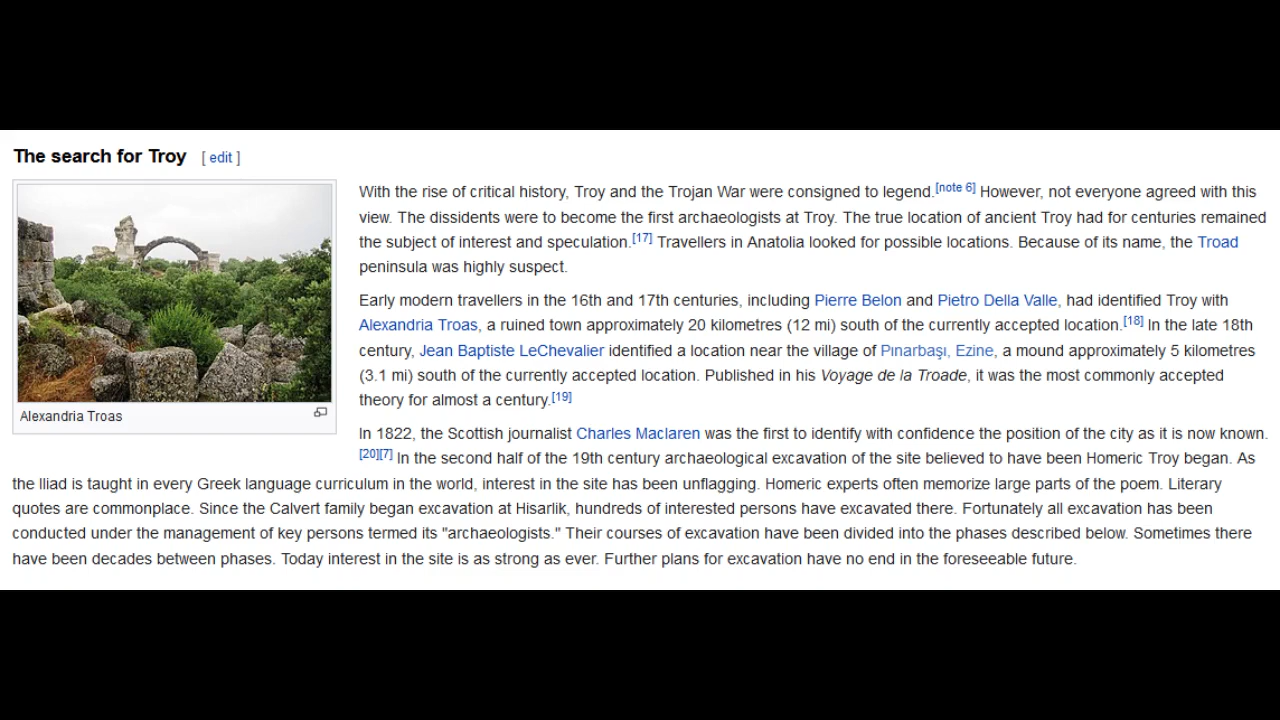 The search for Troy [ edit ]
With the rise of critical history, Troy and the Trojan War were consigned to legend.[note 6] However, not everyone agreed with this
view. The dissidents were to become the first archaeologists at Troy. The true location of ancient Troy had for centuries remained
the subject of interest and speculation.[17] Travellers in Anatolia looked for possible locations. Because of its name, the Troad
peninsula was highly suspect.
Early modern travellers in the 16th and 17th centuries, including Pierre Belon and Pietro Della Valle, had identified Troy with
Alexandria Troas, a ruined town approximately 20 kilometres (12 mi) south of the currently accepted location.[18] In the late 18th
century, Jean Baptiste LeChevalier identified a location near the village of Pınarbaşı, Ezine, a mound approximately 5 kilometres
(3.1 mi) south of the currently accepted location. Published in his Voyage de la Troade, it was the most commonly accepted
theory for almost a century.[19]
Alexandria Troas
In 1822, the Scottish journalist Charles Maclaren was the first to identify with confidence the position of the city as it is now known.
[20][7] In the second half of the 19th century archaeological excavation of the site believed to have been Homeric Troy began. As
the Iliad is taught in every Greek language curriculum in the world, interest in the site has been unflagging. Homeric experts often memorize large parts of the poem. Literary
quotes are commonplace. Since the Calvert family began excavation at Hisarlik, hundreds of interested persons have excavated there. Fortunately all excavation has been
conducted under the management of key persons termed its "archaeologists." Their courses of excavation have been divided into the phases described below. Sometimes there
have been decades between phases. Today interest in the site is as strong as ever. Further plans for excavation have no end in the foreseeable future.